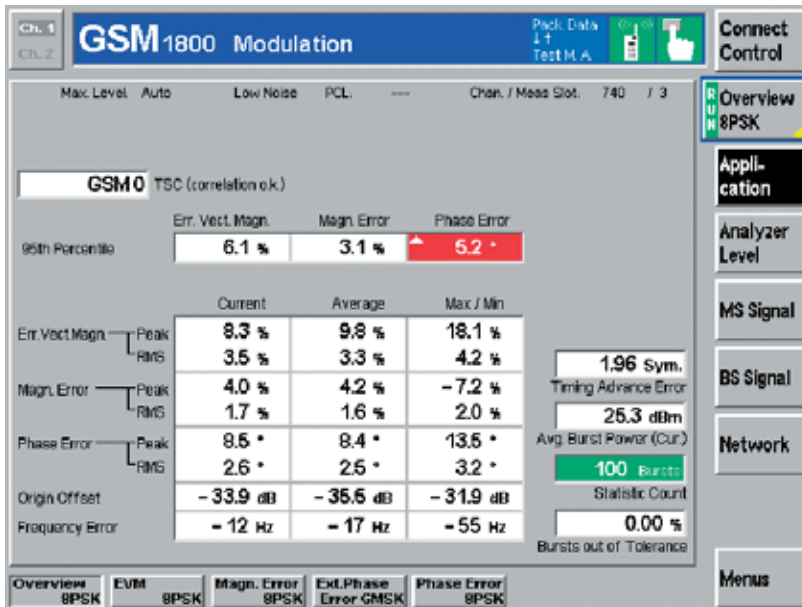 Ch. 1
Ch. 2
GSM 1800 Modulation
Pack. Data
Test M. A.
Connect Control
Max. Level Auto Low Noise PCL: --- Chan. / Meas Slot: 740 / 3
RUN
Overview 8PSK
GSM 0 TSC (correlation o.k.)
Appli-
cation
Err. Vect. Magn. Magn. Error Phase Error
95th Percentile 6.1 % 3.1 % 5.2 °
Analyzer Level
Current Average Max / Min
MS Signal
Err.Vect.Magn. Peak 8.3 % 9.8 % 18.1 %
RMS 3.5 % 3.3 % 4.2 %
Magn. Error Peak 4.0 % 4.2 % -7.2 %
RMS 1.7 % 1.6 % 2.0 %
Phase Error Peak 8.5 ° 8.4 ° 13.5 °
RMS 2.6 ° 2.5 ° 3.2 °
Origin Offset -33.9 dB -35.5 dB -31.9 dB
Frequency Error -12 Hz -17 Hz -55 Hz
1.96 Sym.
Timing Advance Error
25.3 dBm
Avg. Burst Power (Cur.)
100 Bursts
Statistic Count
0.00 %
Bursts out of Tolerance
BS Signal
Network
Menus
Overview 8PSK
EVM 8PSK
Magn. Error 8PSK
Ext.Phase Error GMSK
Phase Error 8PSK